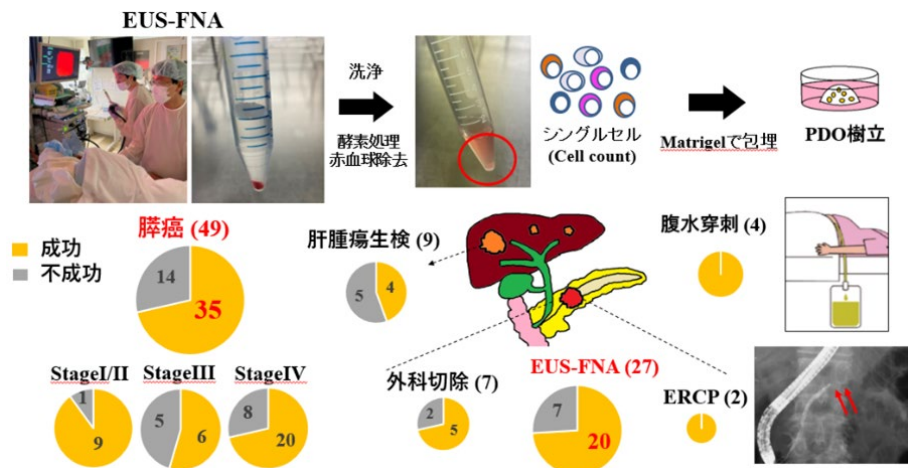 EUS-FNA
洗浄
酵素処理
赤血球除去
シングルセル
(Cell count)
Matrigelで包埋
PDO樹立
膵癌 (49)
成功
不成功
14
35
肝腫瘍生検 (9)
5
4
腹水穿刺 (4)
StageI/II
1
9
StageIII
5
6
StageIV
8
20
外科切除 (7)
2
5
EUS-FNA (27)
7
20
ERCP (2)